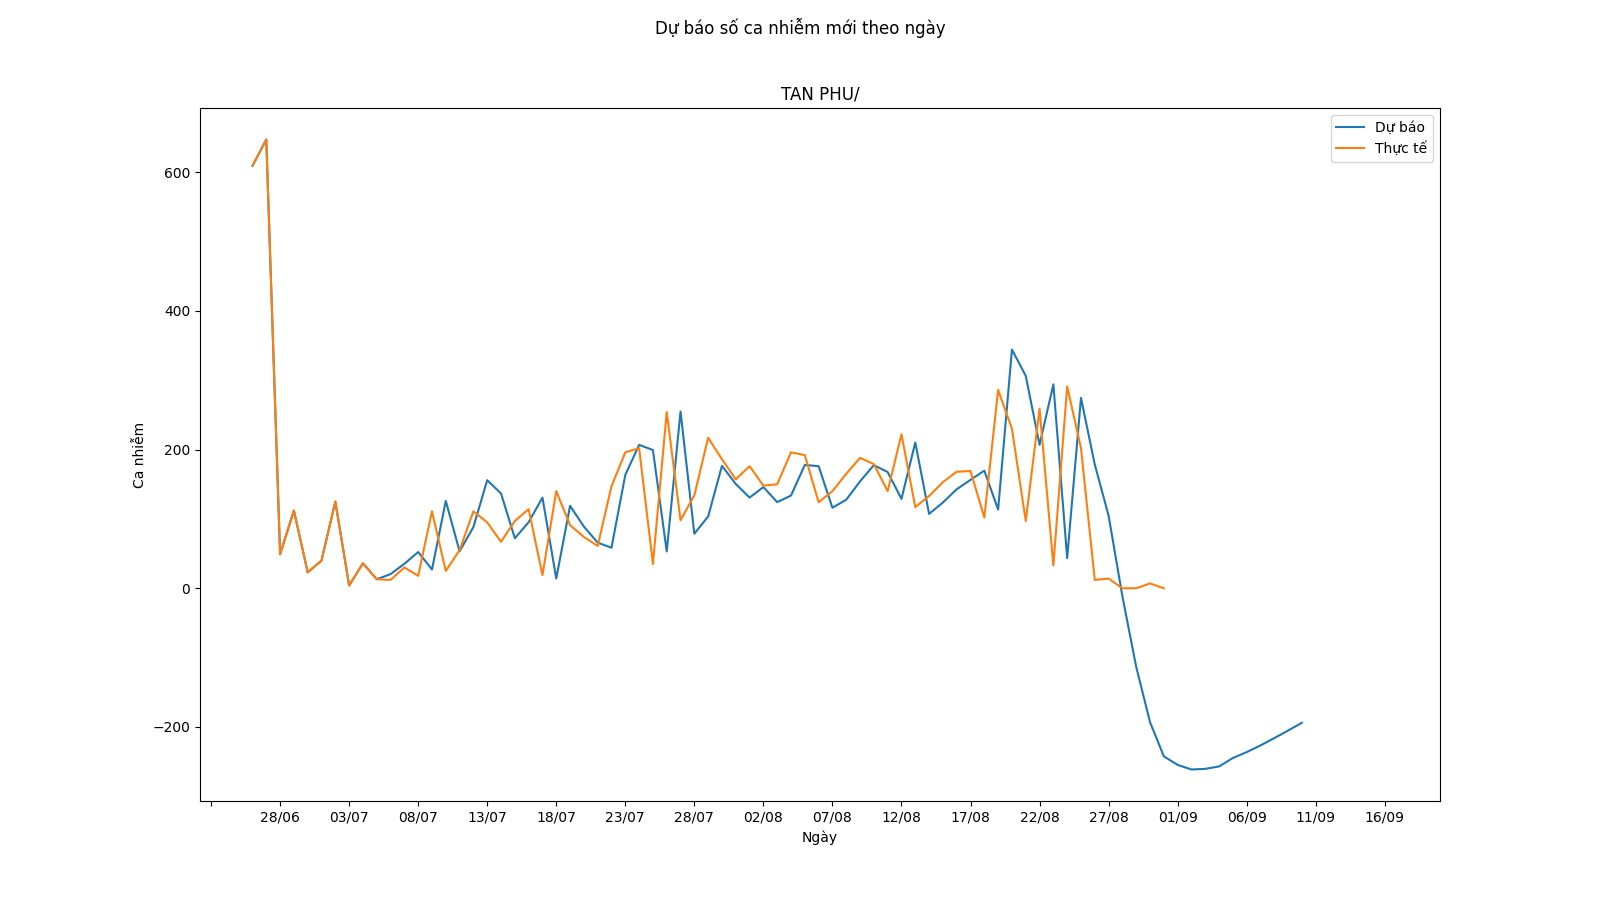 Dự báo số ca nhiễm mới theo ngày
TAN PHU/
Dự báo
Thực tế
600
400
200
0
−200
Ca nhiễm
28/06 03/07 08/07 13/07 18/07 23/07 28/07 02/08 07/08 12/08 17/08 22/08 27/08 01/09 06/09 11/09 16/09
Ngày